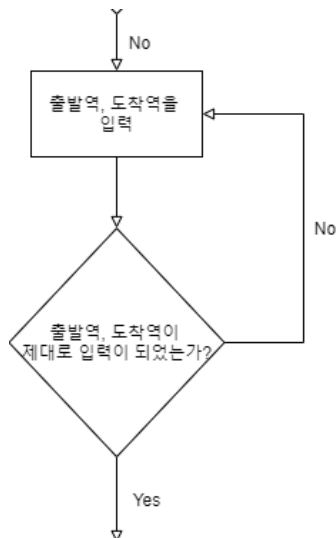 No
출발역, 도착역을
입력
No
출발역, 도착역이
제대로 입력이 되었는가?
Yes